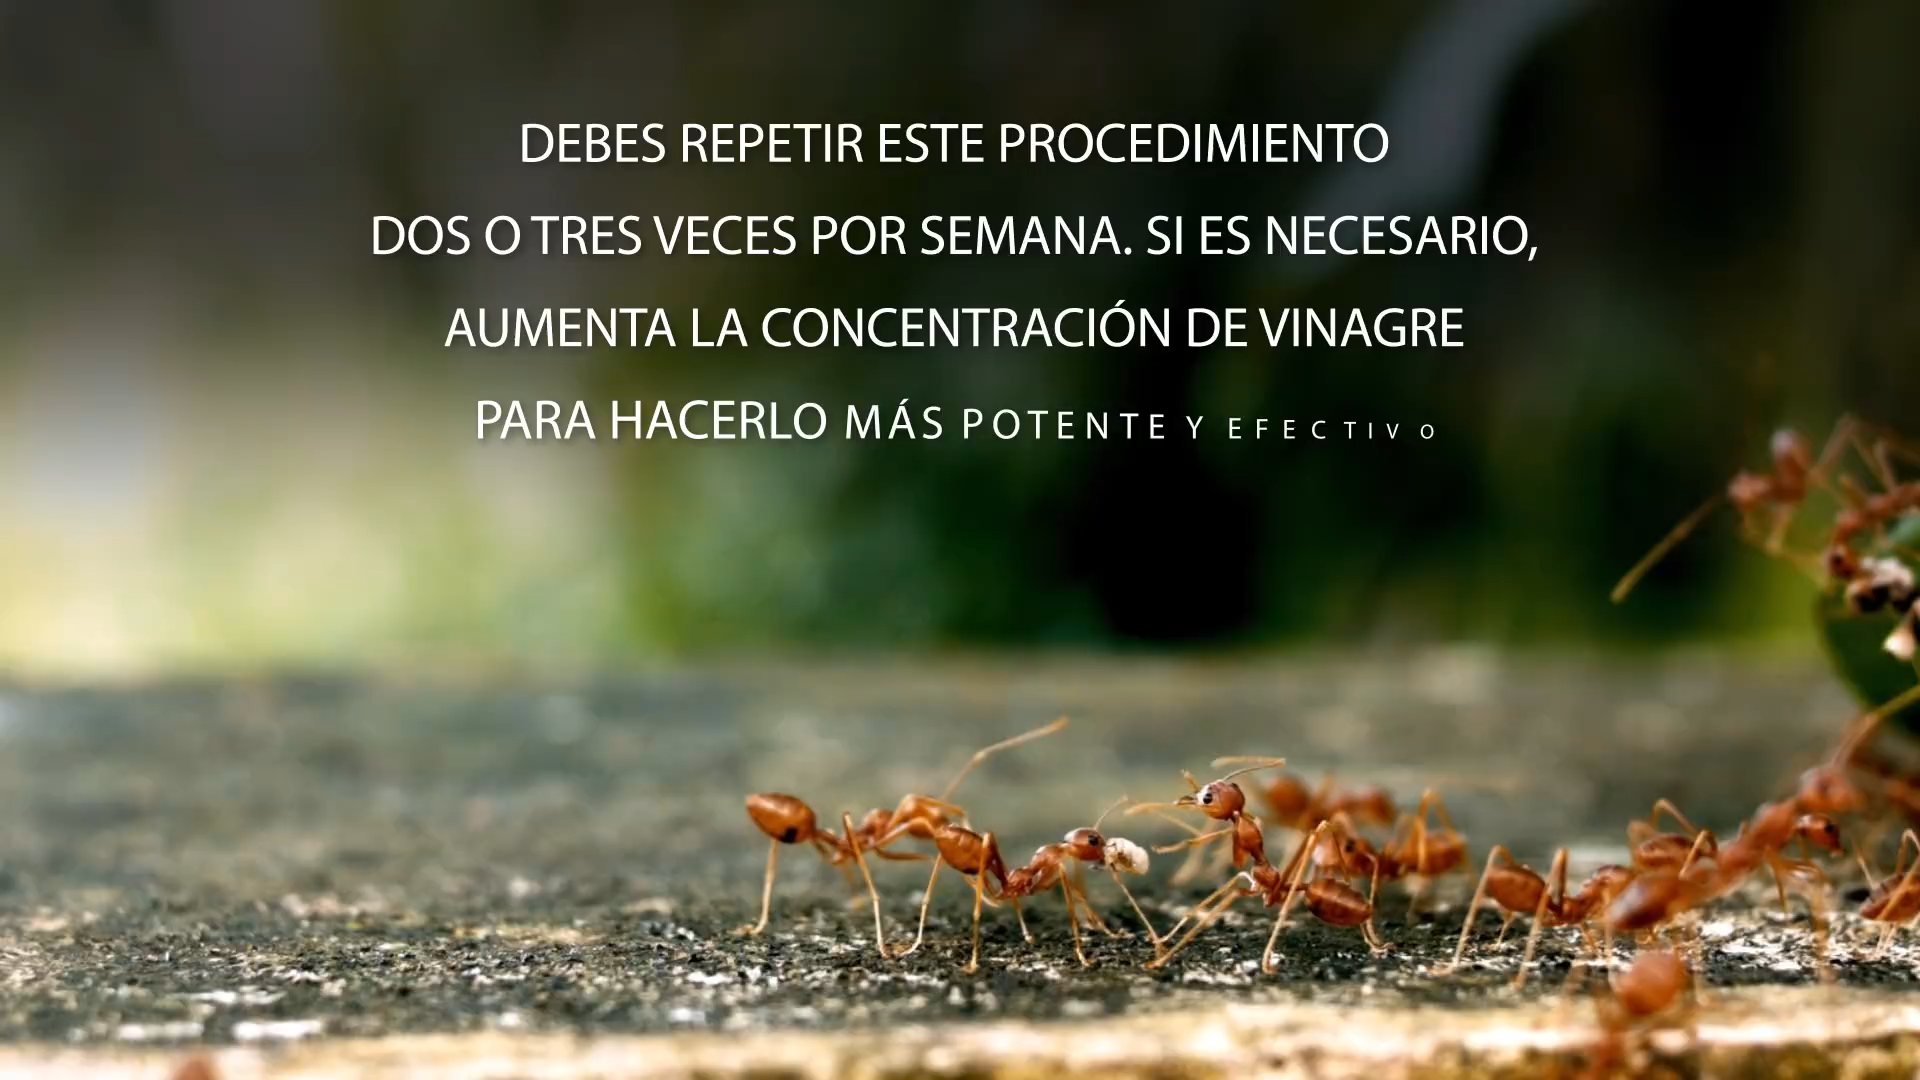 DEBES REPETIR ESTE PROCEDIMIENTO
DOS O TRES VECES POR SEMANA. SI ES NECESARIO,
AUMENTA LA CONCENTRACIÓN DE VINAGRE
PARA HACERLO MÁS POTENTE Y EFECTIVO